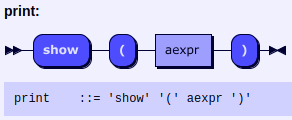 print:
show ( aexpr )
print    ::= 'show' '(' aexpr ')'